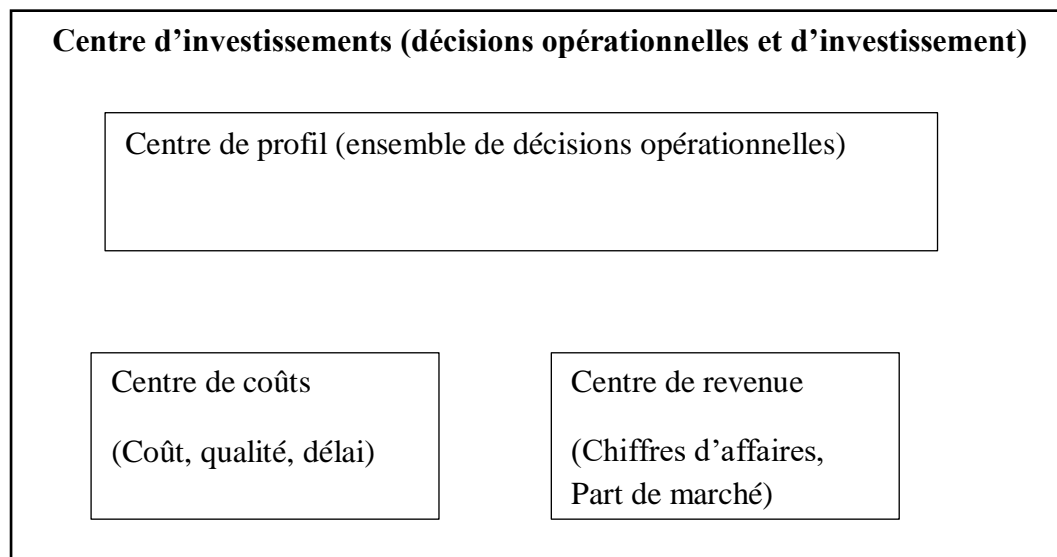 Centre d’investissements (décisions opérationnelles et d’investissement)
Centre de profil (ensemble de décisions opérationnelles)
Centre de coûts
(Coût, qualité, délai)
Centre de revenue
(Chiffres d’affaires,
Part de marché)